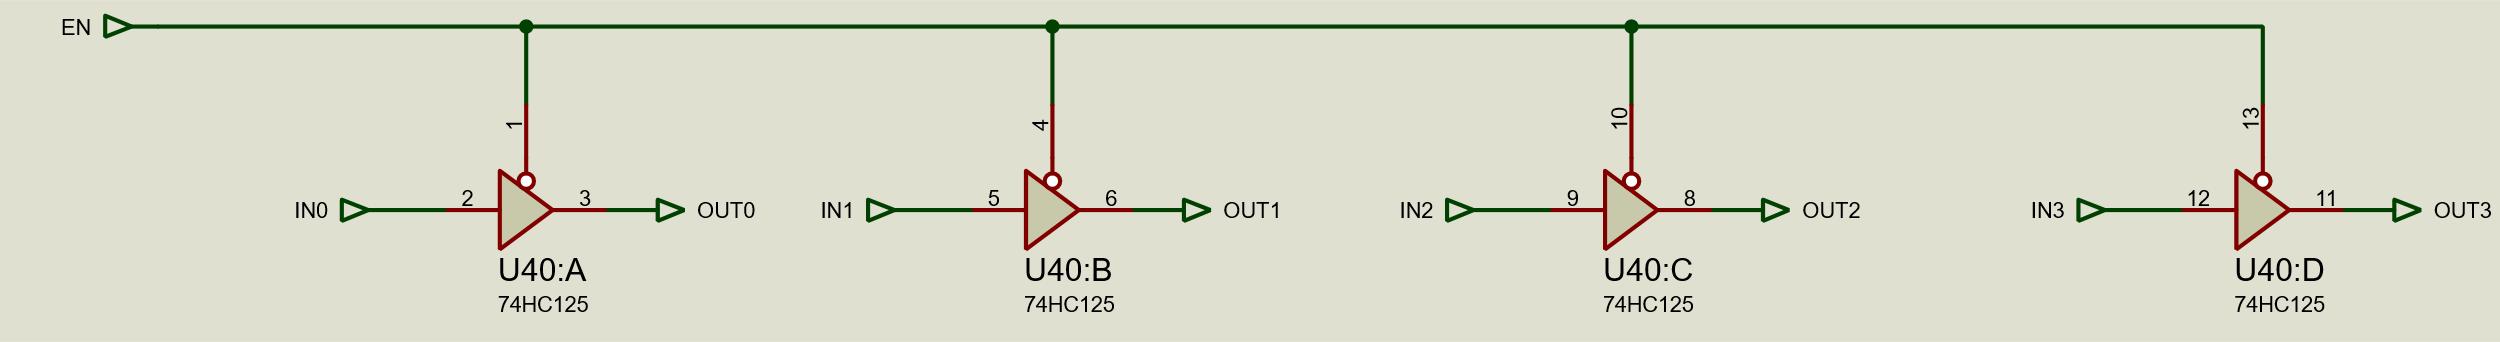 EN
1
4
10
13
IN0
2
3
OUT0
IN1
5
6
OUT1
IN2
9
8
OUT2
IN3
12
11
OUT3
U40:A
U40:B
U40:C
U40:D
74HC125
74HC125
74HC125
74HC125